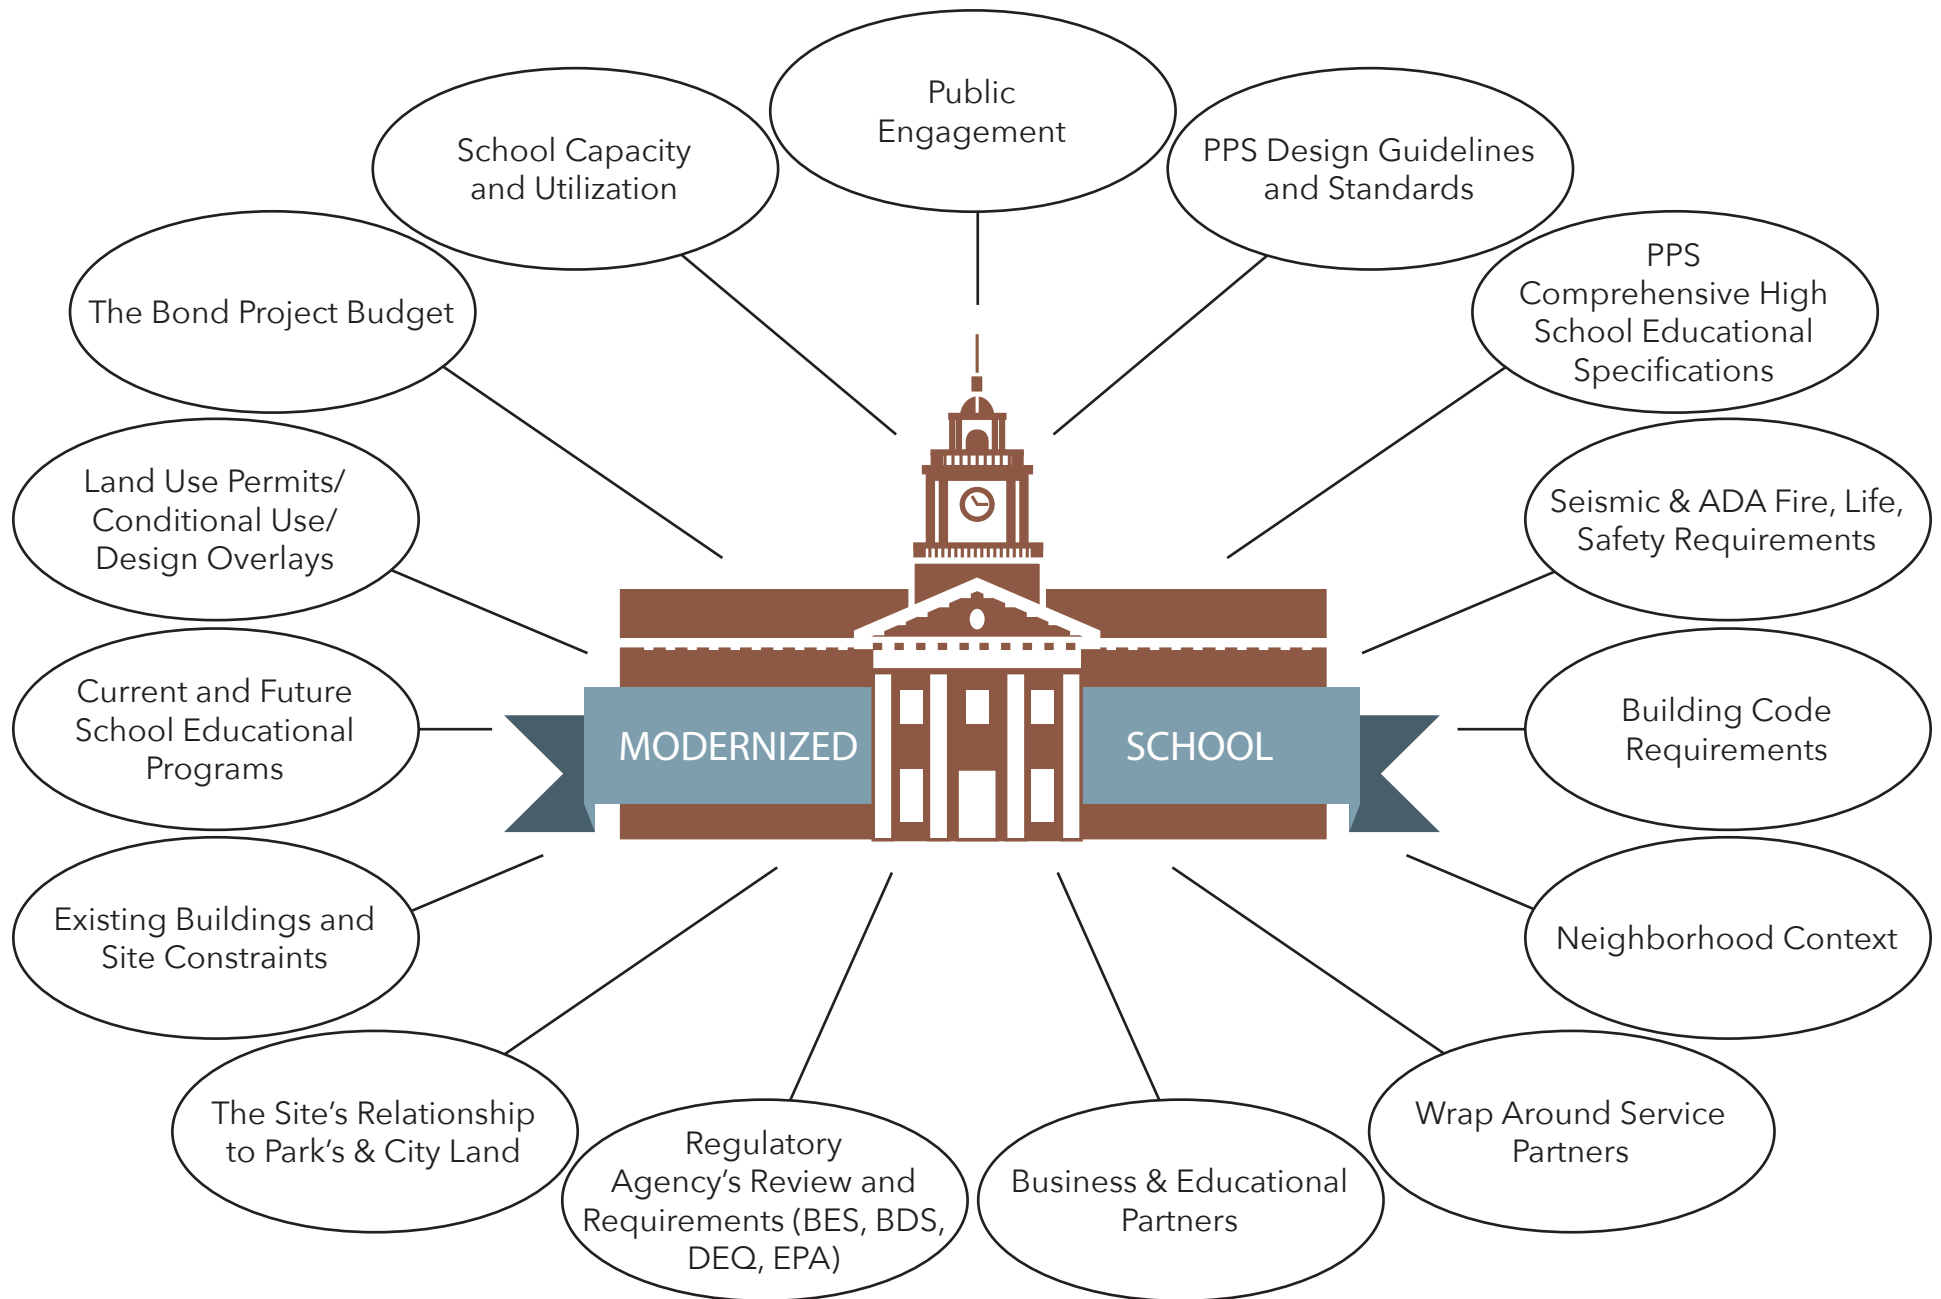 Public
Engagement
School Capacity
and Utilization
PPS Design Guidelines
and Standards
The Bond Project Budget
PPS
Comprehensive High
School Educational
Specifications
Land Use Permits/
Conditional Use/
Design Overlays
Seismic & ADA Fire, Life,
Safety Requirements
Current and Future
School Educational
Programs
MODERNIZED SCHOOL
Building Code
Requirements
Existing Buildings and
Site Constraints
Neighborhood Context
The Site’s Relationship
to Park’s & City Land
Regulatory
Agency’s Review and
Requirements (BES, BDS,
DEQ, EPA)
Business & Educational
Partners
Wrap Around Service
Partners